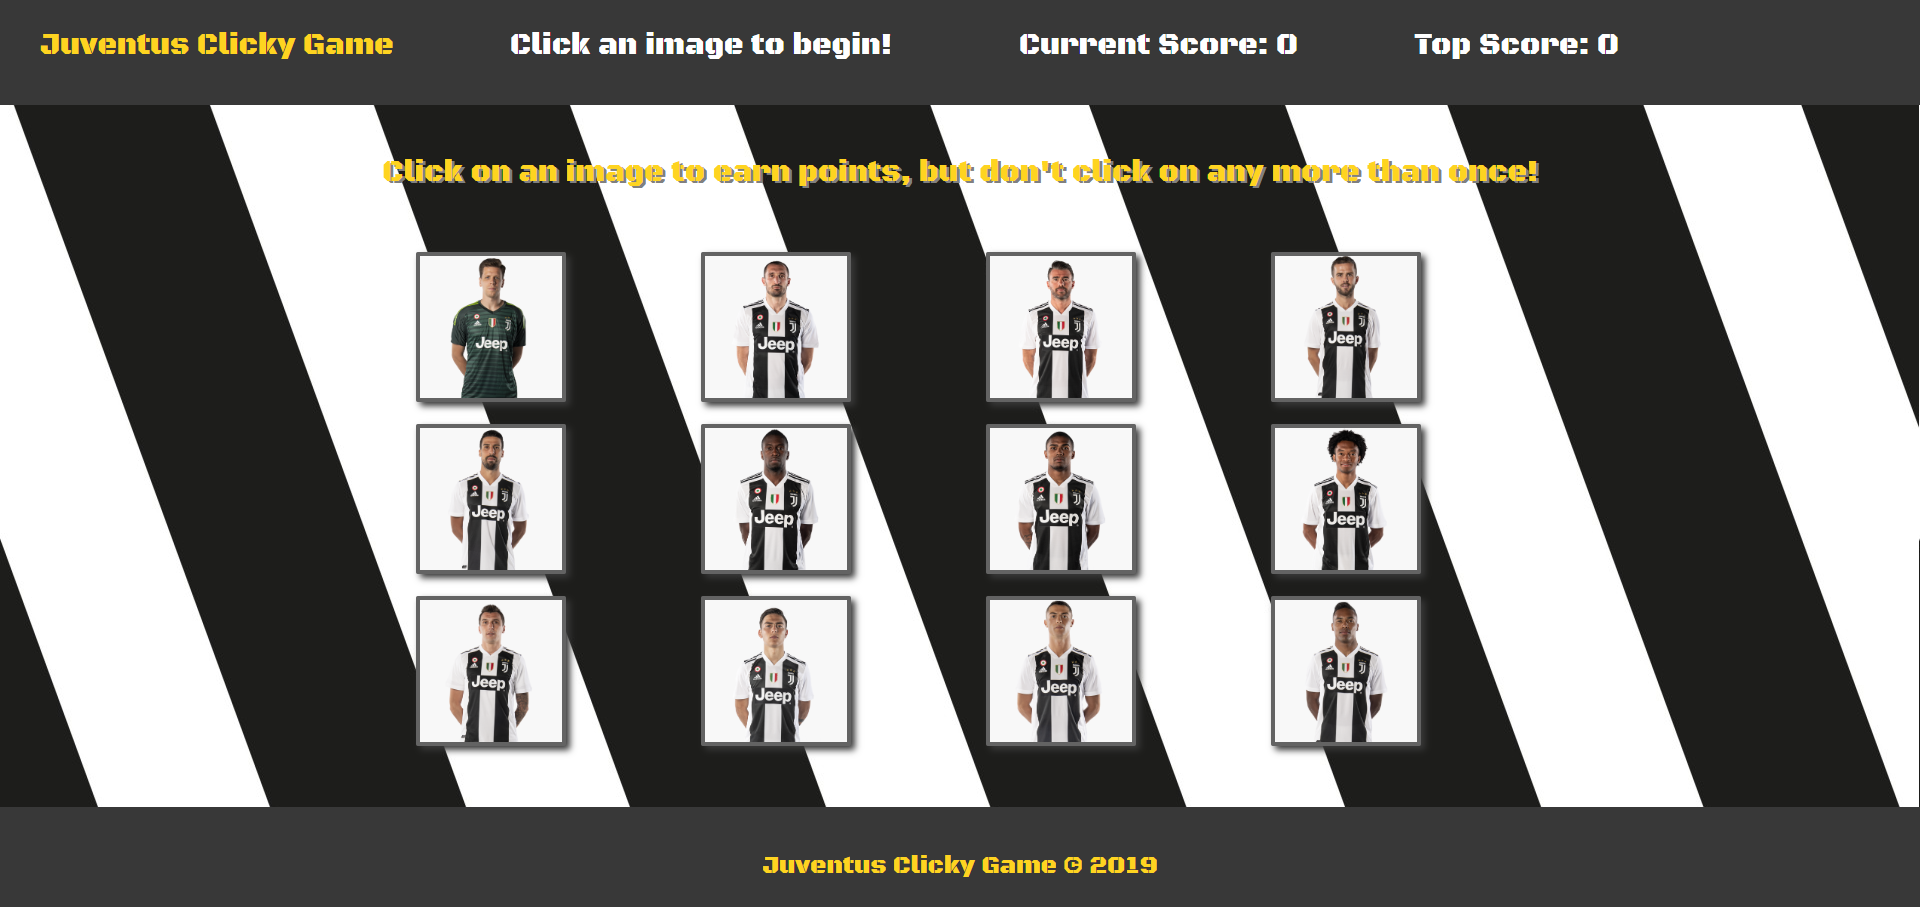 Juventus Clicky Game
Click an image to begin!
Current Score: 0
Top Score: 0
Click on an image to earn points, but don't click on any more than once!
Jeep
Jeep
Jeep
Jeep
Jeep
Jeep
Jeep
Jeep
Jeep
Jeep
Jeep
Jeep
Juventus Clicky Game © 2019